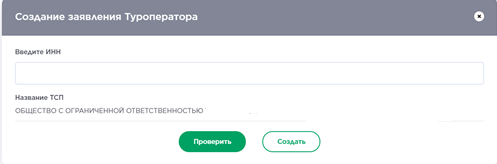 Создание заявления Туроператора
Введите ИНН
Название ТСП
ОБЩЕСТВО С ОГРАНИЧЕННОЙ ОТВЕТСТВЕННОСТЬЮ
Проверить
Создать